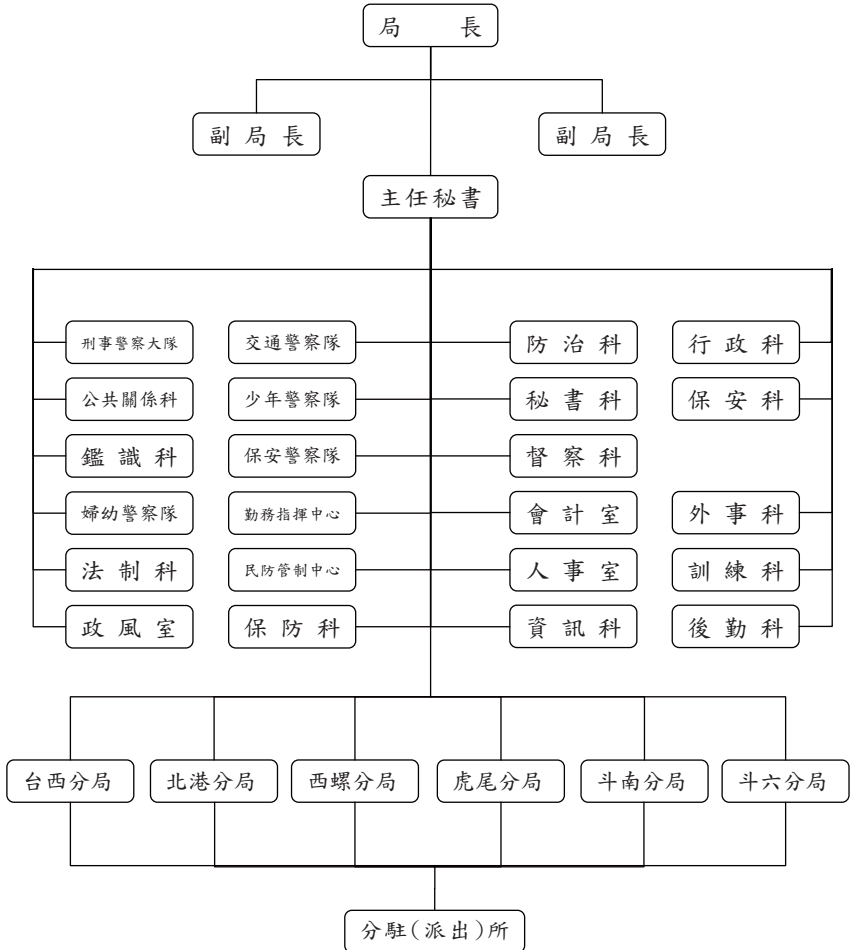 局長
副局長 副局長
主任秘書
刑事警察大隊 交通警察隊 防治科 行政科
公共關係科 少年警察隊 秘書科 保安科
鑑識科 保安警察隊 督察科
婦幼警察隊 勤務指揮中心 會計室 外事科
法制科 民防管制中心 人事室 訓練科
政風室 保防科 資訊科 後勤科
台西分局 北港分局 西螺分局 虎尾分局 斗南分局 斗六分局
分駐(派出)所